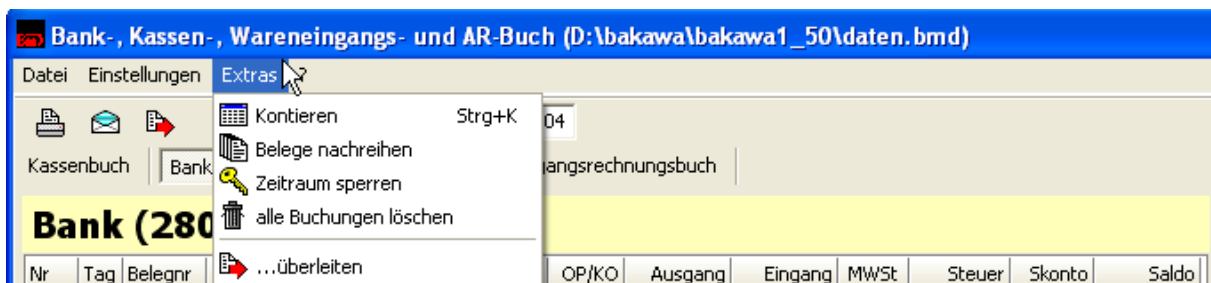 Bank-, Kassen-, Wareneingangs- und AR-Buch (D:\bakawa\bakawa1_50\daten.bmd)
Datei Einstellungen Extras ?
Kontieren Strg+K 04
Belege nachreihen
Kassenbuch Bank angsrechnungsbuch
Zeitraum sperren
alle Buchungen löschen
Bank (280
...überleiten
Nr Tag Belegnr OP/KO Ausgang Eingang MWSt Steuer Skonto Saldo